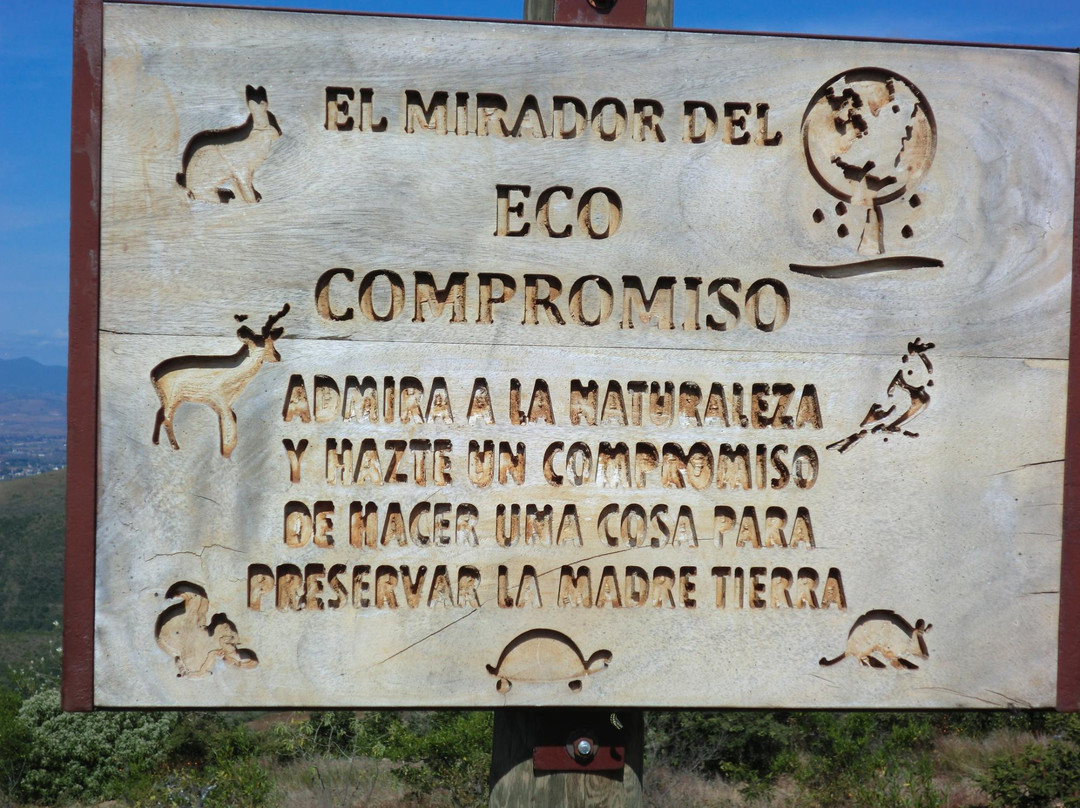 EL MIRADOR DEL
ECO
COMPROMISO
ADMIRA A LA NATURALEZA
Y HAZTE UN COMPROMISO
DE HACER UNA COSA PARA
PRESERVAR LA MADRE TIERRA